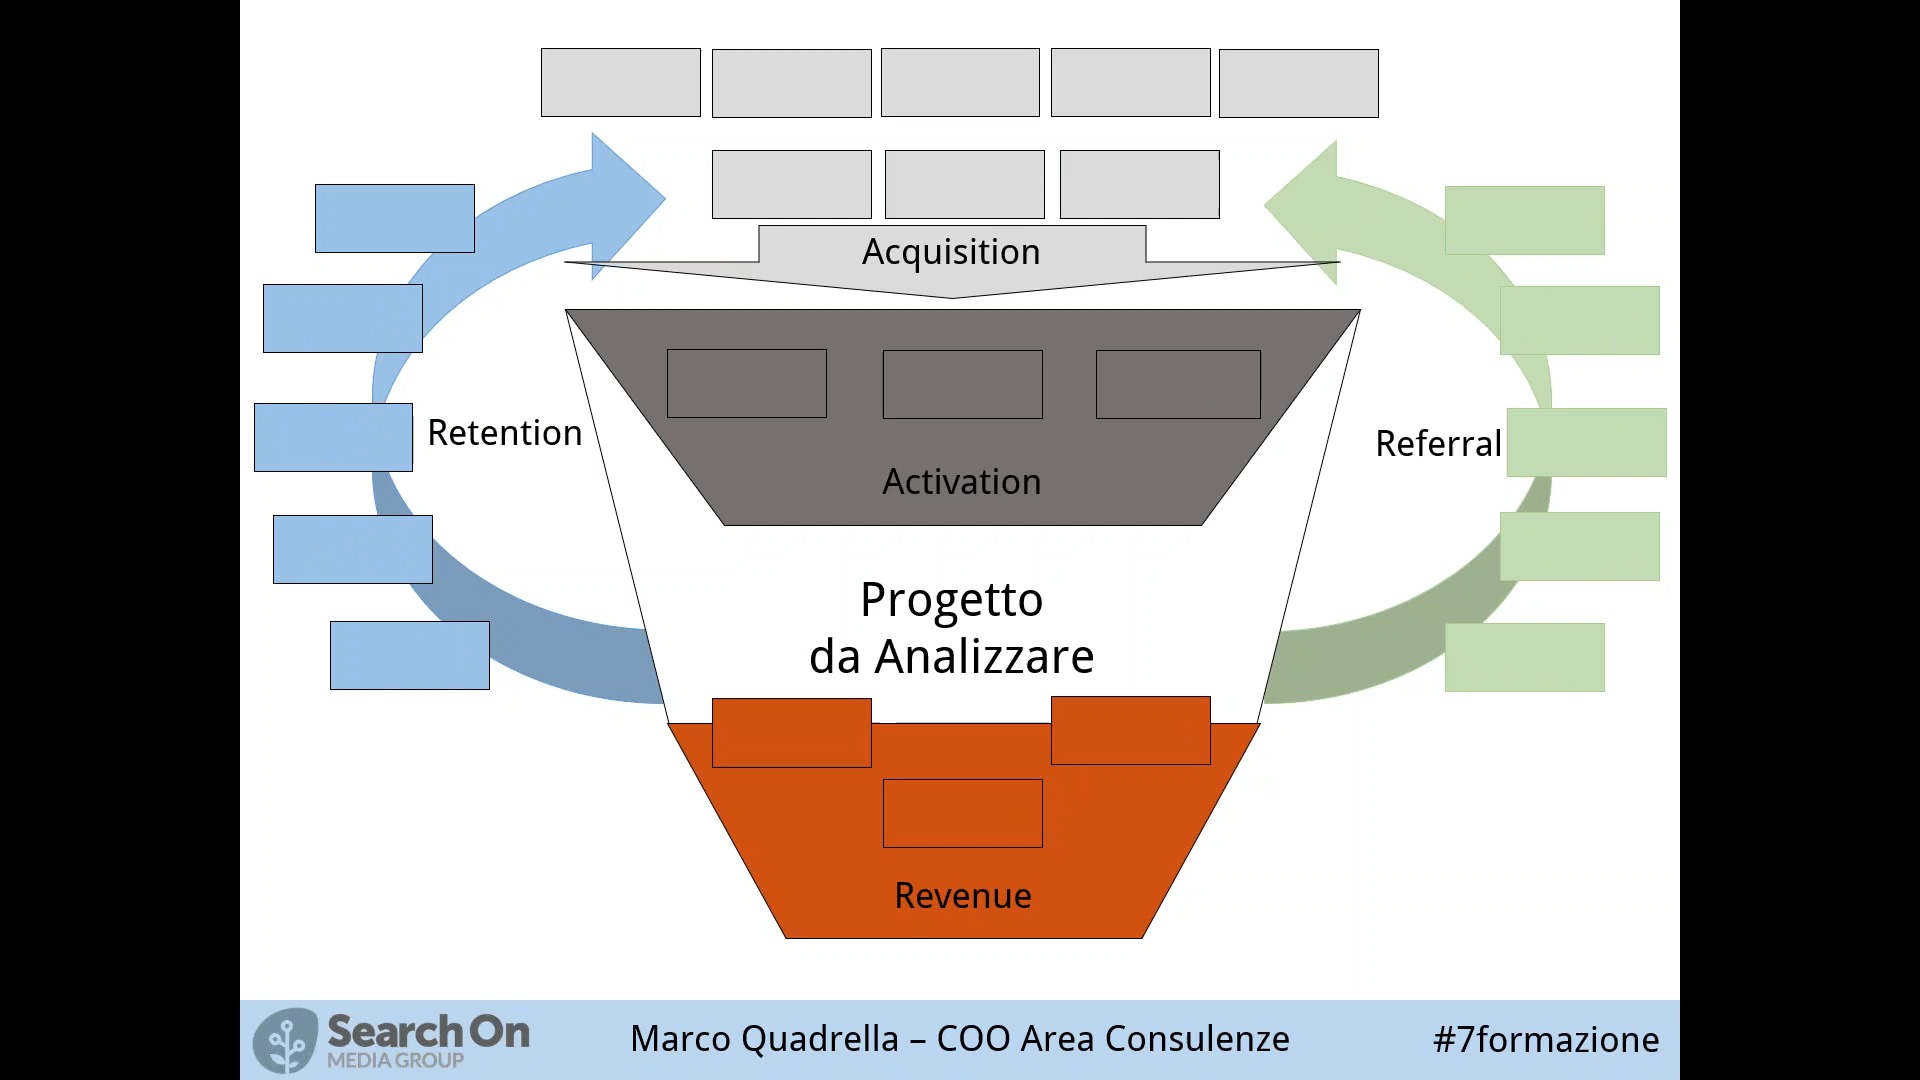 Acquisition
Retention
Referral
Activation
Progetto
da Analizzare
Revenue
Search On
MEDIA GROUP
Marco Quadrella – COO Area Consulenze
#7formazione